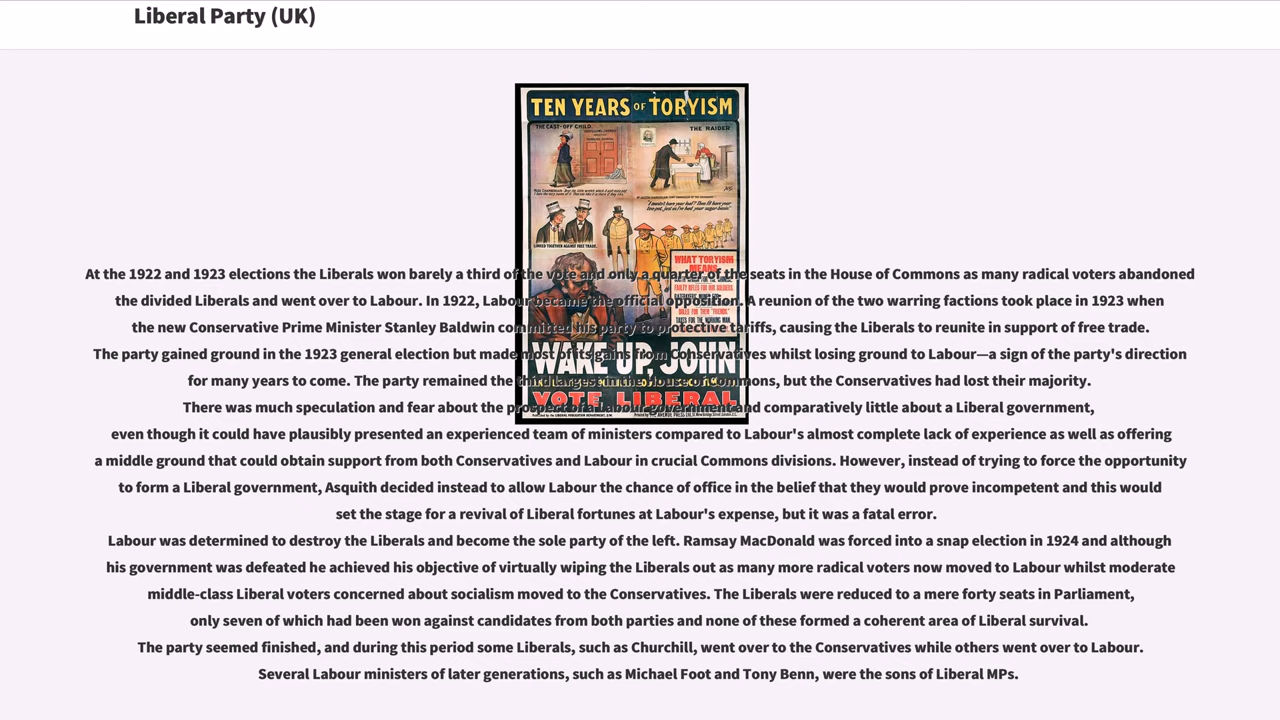 Liberal Party (UK)
TEN YEARS OF TORYISM
THE CAST-OFF CHILD.
THE RAIDER
LINKED TOGETHER AGAINST FREE TRADE.
WHAT TORYISM
MEANS
At the 1922 and 1923 elections the Liberals won barely a third of the vote and only a quarter of the seats in the House of Commons as many radical voters abandoned
the divided Liberals and went over to Labour. In 1922, Labour became the official opposition. A reunion of the two warring factions took place in 1923 when
the new Conservative Prime Minister Stanley Baldwin committed his party to protective tariffs, causing the Liberals to reunite in support of free trade.
The party gained ground in the 1923 general election but made most of its gains from Conservatives whilst losing ground to Labour—a sign of the party's direction
for many years to come. The party remained the third largest in the House of Commons, but the Conservatives had lost their majority.
There was much speculation and fear about the prospect of a Labour government and comparatively little about a Liberal government,
even though it could have plausibly presented an experienced team of ministers compared to Labour's almost complete lack of experience as well as offering
a middle ground that could obtain support from both Conservatives and Labour in crucial Commons divisions. However, instead of trying to force the opportunity
to form a Liberal government, Asquith decided instead to allow Labour the chance of office in the belief that they would prove incompetent and this would
set the stage for a revival of Liberal fortunes at Labour's expense, but it was a fatal error.
Labour was determined to destroy the Liberals and become the sole party of the left. Ramsay MacDonald was forced into a snap election in 1924 and although
his government was defeated he achieved his objective of virtually wiping the Liberals out as many more radical voters now moved to Labour whilst moderate
middle-class Liberal voters concerned about socialism moved to the Conservatives. The Liberals were reduced to a mere forty seats in Parliament,
only seven of which had been won against candidates from both parties and none of these formed a coherent area of Liberal survival.
The party seemed finished, and during this period some Liberals, such as Churchill, went over to the Conservatives while others went over to Labour.
Several Labour ministers of later generations, such as Michael Foot and Tony Benn, were the sons of Liberal MPs.
WAKE UP, JOHN
VOTE LIBERAL